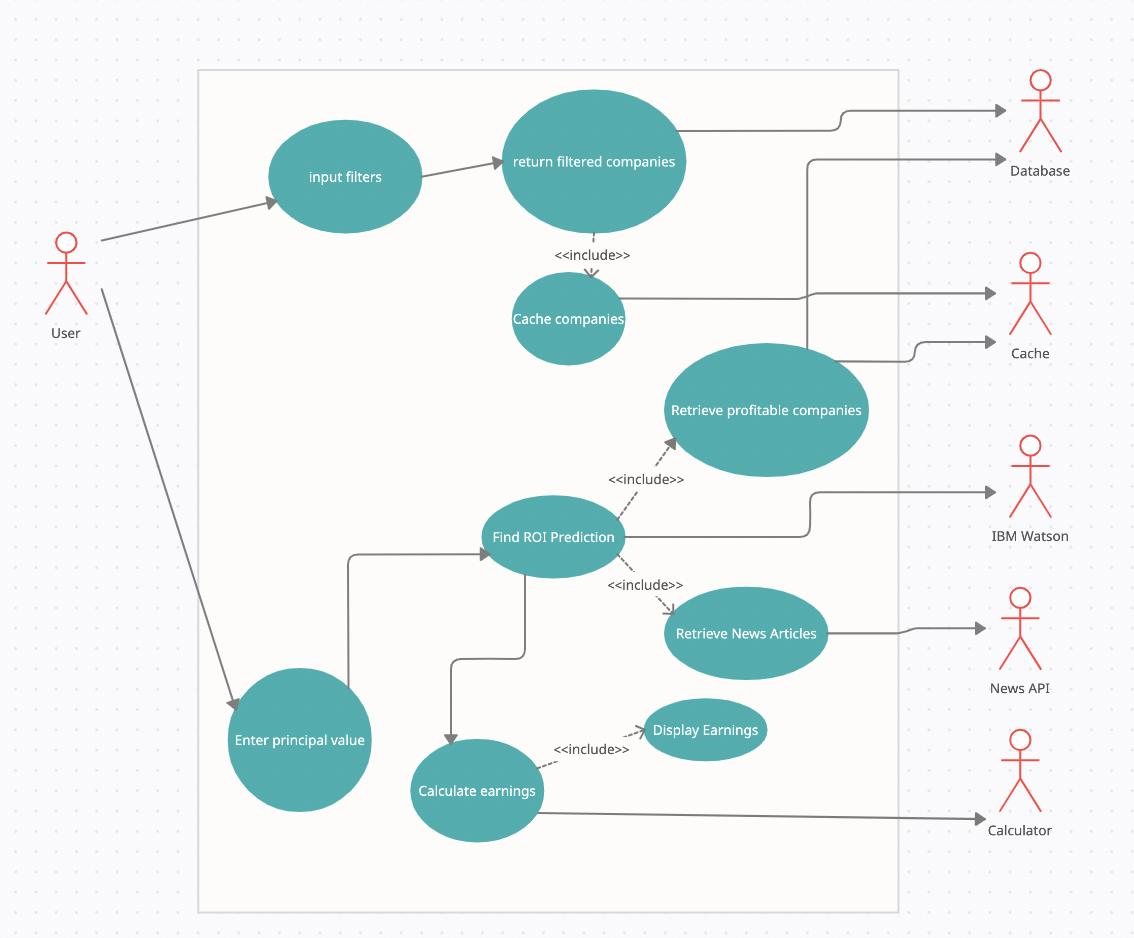 Database
return filtered companies
input filters
<<include>>
User
Cache companies
Cache
Retrieve profitable companies
<<include>>
Find ROI Prediction
IBM Watson
<<include>>
Retrieve News Articles
News API
Display Earnings
Enter principal value
<<include>>
Calculate earnings
Calculator